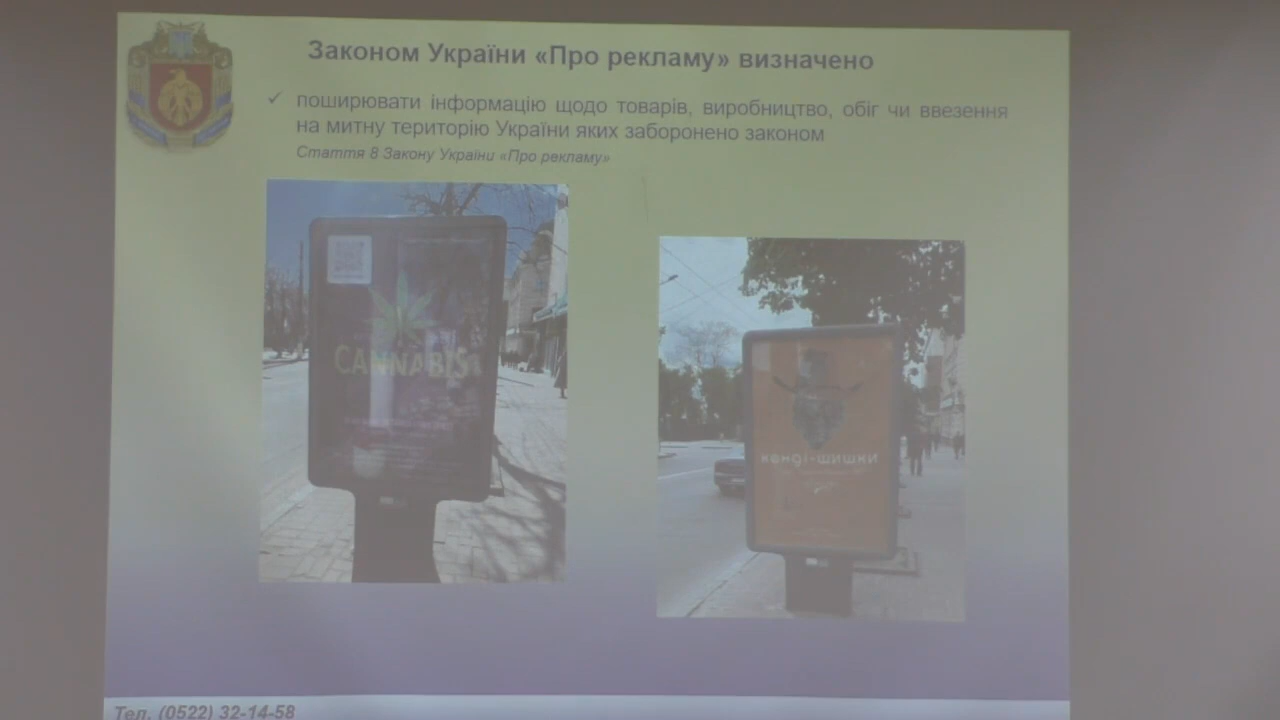 Законом України «Про рекламу» визначено
✓ поширювати інформацію щодо товарів, виробництво, обіг чи ввезення
на митну територію України яких заборонено законом
Стаття 8 Закону України «Про рекламу»
CANNABIS
канді-шишки
Тел. (0522) 32-14-58